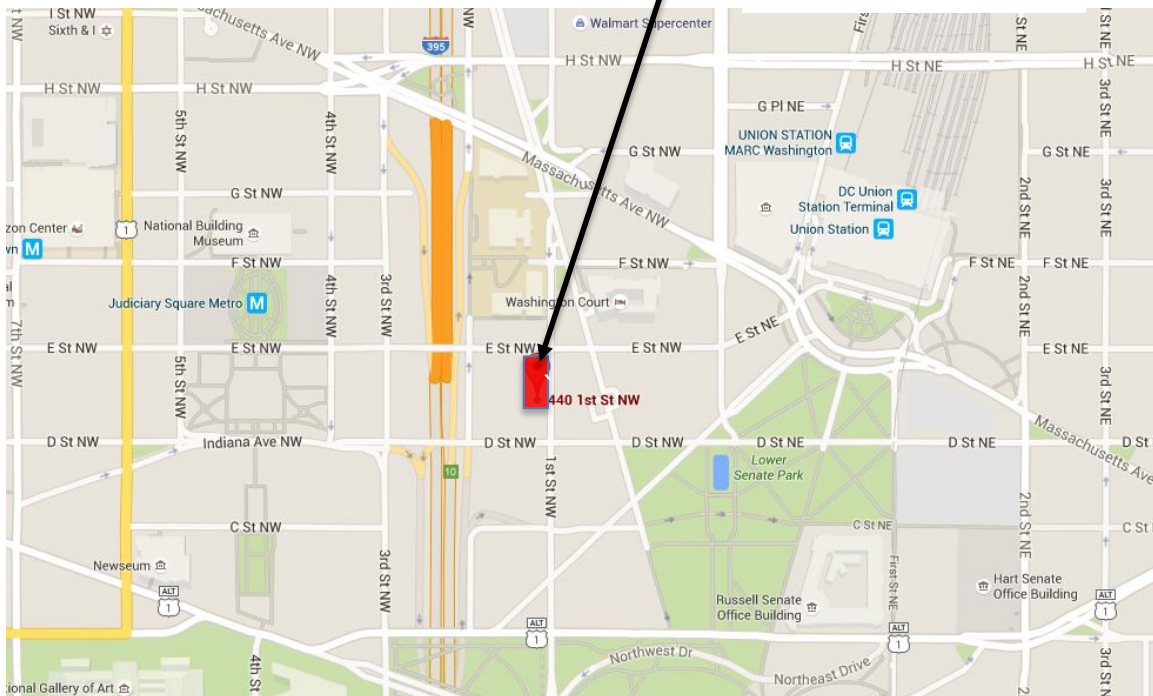 I St NW
Sixth & I
Massachusetts Ave NW
395
Walmart Supercenter
H St NW
H St NE
H St NE
H St NW
H St NW
5th St NW
4th St NW
G Pl NE
UNION STATION
MARC Washington
G St NW
G St NE
Massachusetts Ave NW
2nd St NE
3rd St NE
3rd St NE
DC Union
Station Terminal
Union Station
G St NW
1
National Building
Museum
zon Center
M
F St NW
F St NW
F St NE
F St NE
Judiciary Square Metro
M
4th St NW
3rd St NW
Washington Court
7th St NW
2nd St NE
E St NW
E St NW
E St NW
E St NW
E St NE
E St NE
5th St NW
440 1st St NW
3rd St NE
Massachusetts Ave
D St NW
Indiana Ave NW
D St NW
D St NW
D St NE
D St NE
D St
Lower
Senate Park
10
1st St NW
2nd St NE
C St NW
C St NE
C St
Newseum
3rd St NW
First St NE
ALT
1
Hart Senate
Office Building
Russell Senate
Office Building
ALT
1
ALT
1
ALT
1
4th St
Northwest Dr
Northeast Drive
3rd St
2
ional Gallery of Art